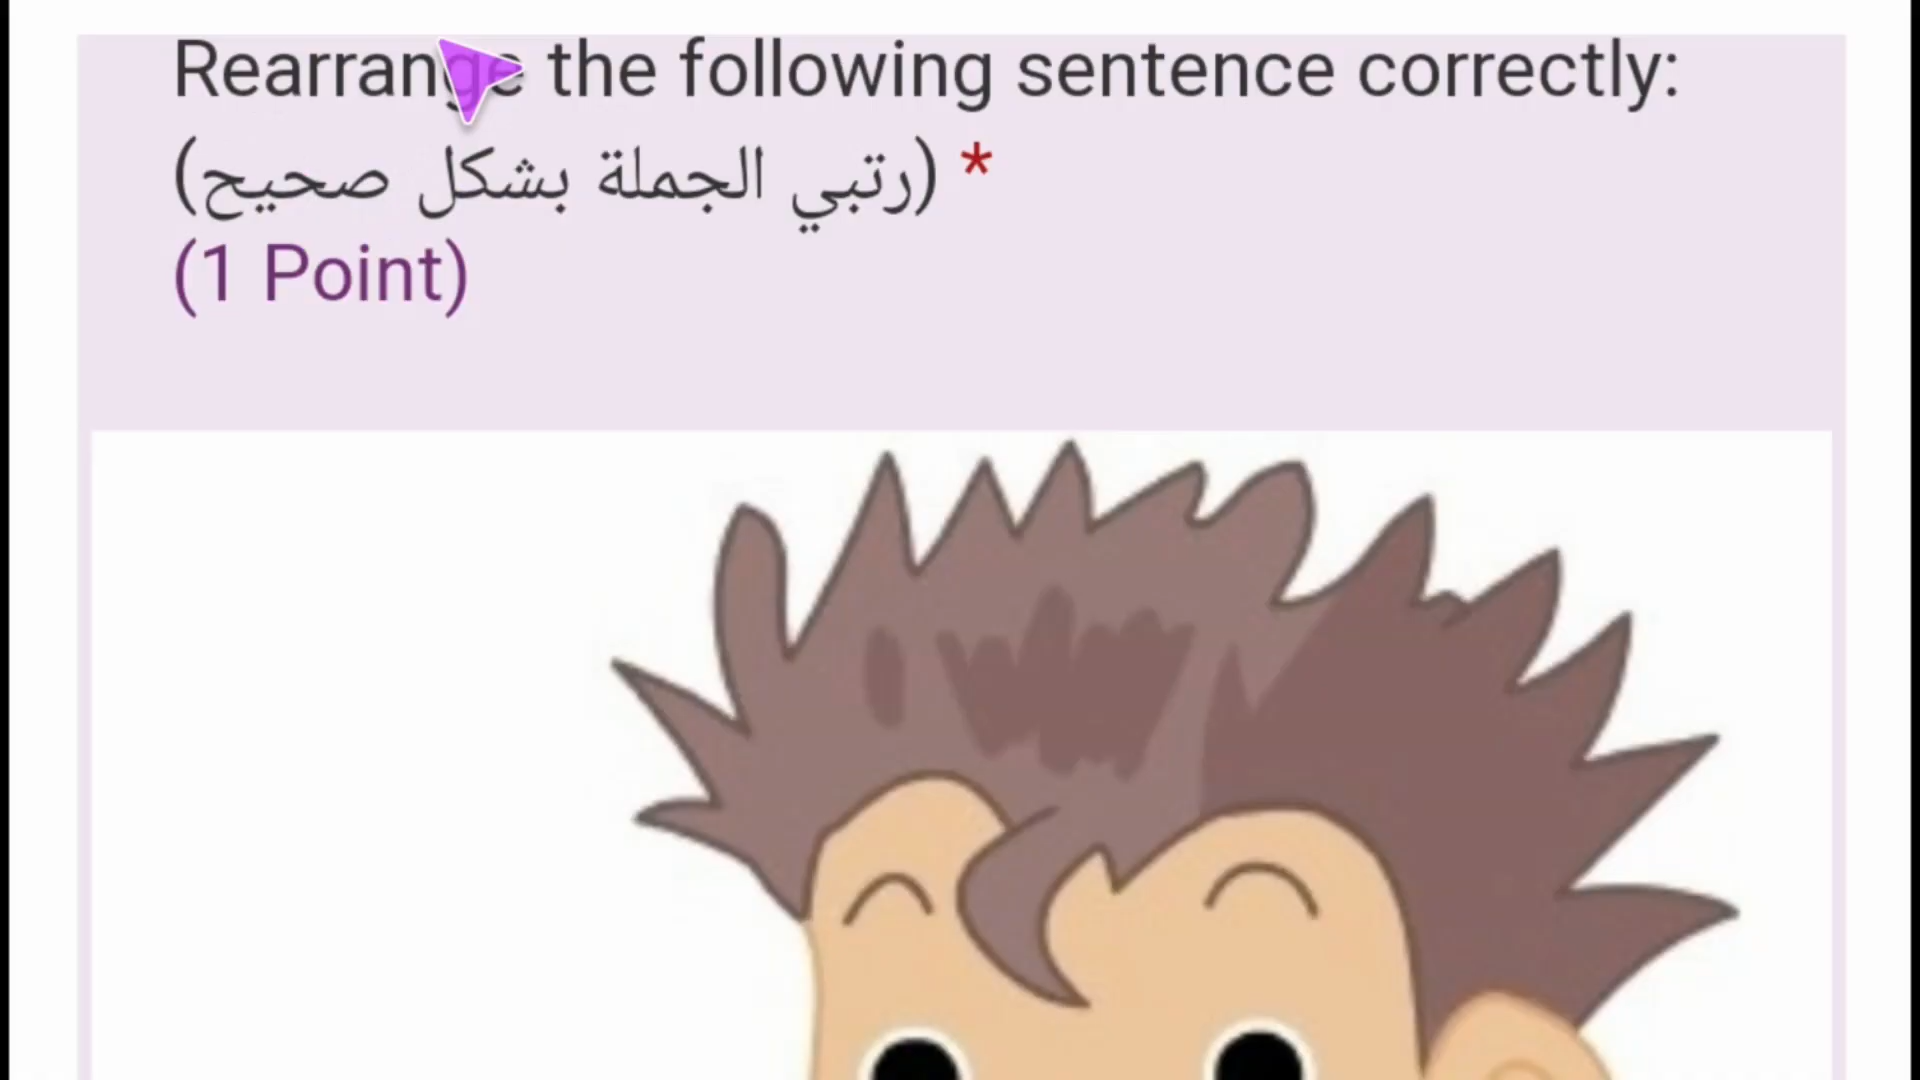 Rearrange the following sentence correctly:
(رتبي الجملة بشكل صحيح) *
(1 Point)